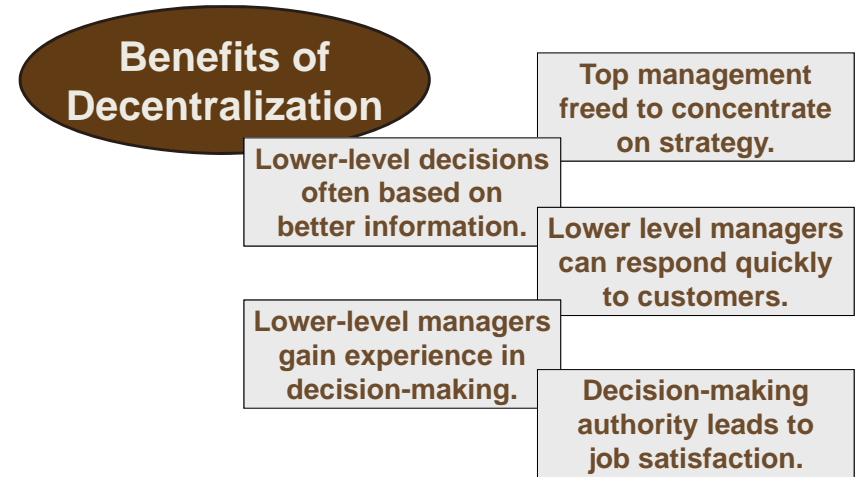 Benefits of
Decentralization
Top management
freed to concentrate
on strategy.
Lower-level decisions
often based on
better information.
Lower level managers
can respond quickly
to customers.
Lower-level managers
gain experience in
decision-making.
Decision-making
authority leads to
job satisfaction.